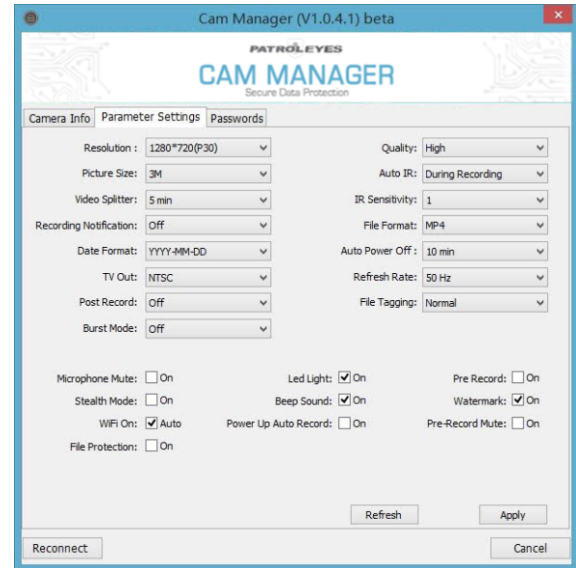 Cam Manager (V1.0.4.1) beta
PATROLEYES
CAM MANAGER
Secure Data Protection
Camera Info Parameter Settings Passwords
Resolution : 1280*720(P30) Quality: High
Picture Size: 3M Auto IR: During Recording
Video Splitter: 5 min IR Sensitivity: 1
Recording Notification: Off File Format: MP4
Date Format: YYYY-MM-DD Auto Power Off : 10 min
TV Out: NTSC Refresh Rate: 50 Hz
Post Record: Off File Tagging: Normal
Burst Mode: Off
Microphone Mute: On Led Light: On Pre Record: On
Stealth Mode: On Beep Sound: On Watermark: On
WiFi On: Auto Power Up Auto Record: On Pre-Record Mute: On
File Protection: On
Refresh Apply
Reconnect Cancel